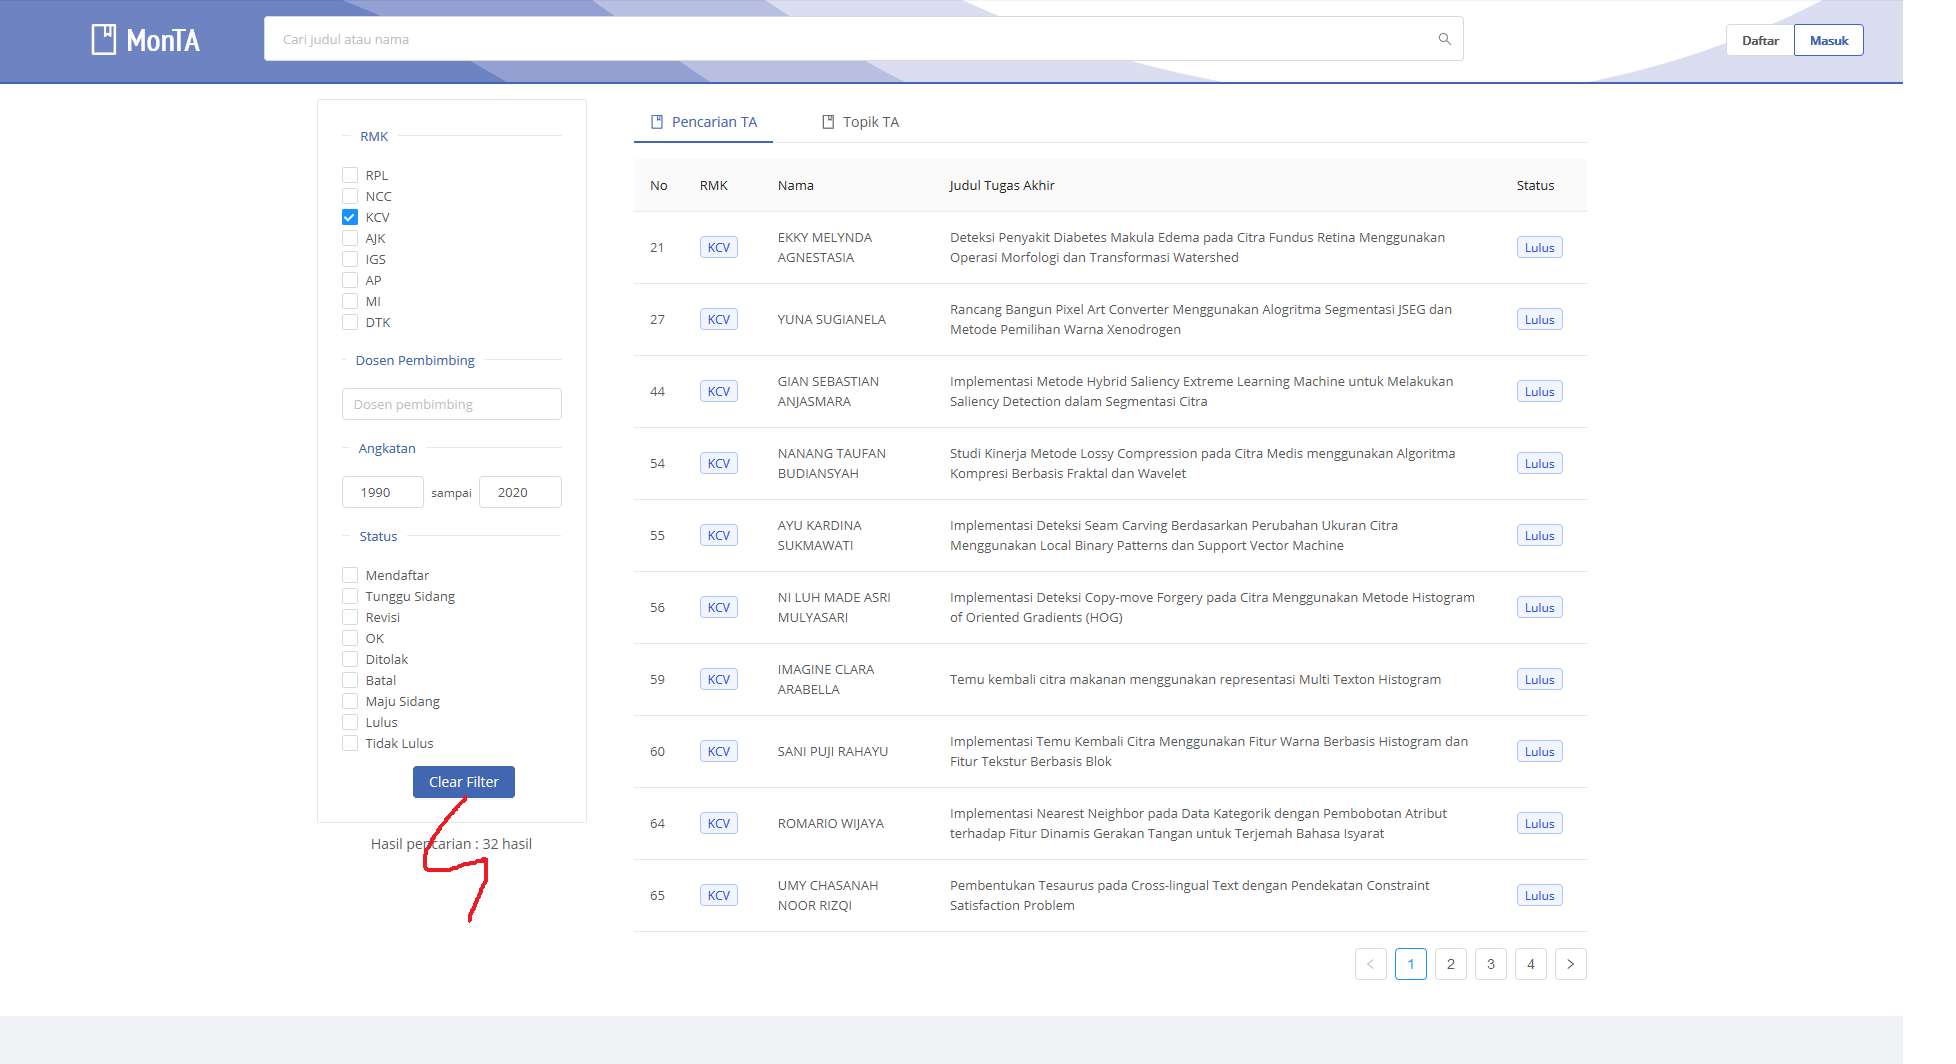 MonTA
Cari judul atau nama
Daftar
Masuk
RMK
RPL
NCC
KCV
AJK
IGS
AP
MI
DTK
Dosen Pembimbing
Dosen pembimbing
Angkatan
1990 sampai 2020
Status
Mendaftar
Tunggu Sidang
Revisi
OK
Ditolak
Batal
Maju Sidang
Lulus
Tidak Lulus
Clear Filter
Hasil pencarian : 32 hasil
Pencarian TA
Topik TA
No RMK Nama Judul Tugas Akhir Status
21 KCV EKKY MELYNDA AGNESTASIA Deteksi Penyakit Diabetes Makula Edema pada Citra Fundus Retina Menggunakan Operasi Morfologi dan Transformasi Watershed Lulus
27 KCV YUNA SUGIANELA Rancang Bangun Pixel Art Converter Menggunakan Alogritma Segmentasi JSEG dan Metode Pemilihan Warna Xenodrogen Lulus
44 KCV GIAN SEBASTIAN ANJASMARA Implementasi Metode Hybrid Saliency Extreme Learning Machine untuk Melakukan Saliency Detection dalam Segmentasi Citra Lulus
54 KCV NANANG TAUFAN BUDIANSYAH Studi Kinerja Metode Lossy Compression pada Citra Medis menggunakan Algoritma Kompresi Berbasis Fraktal dan Wavelet Lulus
55 KCV AYU KARDINA SUKMAWATI Implementasi Deteksi Seam Carving Berdasarkan Perubahan Ukuran Citra Menggunakan Local Binary Patterns dan Support Vector Machine Lulus
56 KCV NI LUH MADE ASRI MULYASARI Implementasi Deteksi Copy-move Forgery pada Citra Menggunakan Metode Histogram of Oriented Gradients (HOG) Lulus
59 KCV IMAGINE CLARA ARABELLA Temu kembali citra makanan menggunakan representasi Multi Texton Histogram Lulus
60 KCV SANI PUJI RAHAYU Implementasi Temu Kembali Citra Menggunakan Fitur Warna Berbasis Histogram dan Fitur Tekstur Berbasis Blok Lulus
64 KCV ROMARIO WIJAYA Implementasi Nearest Neighbor pada Data Kategorik dengan Pembobotan Atribut terhadap Fitur Dinamis Gerakan Tangan untuk Terjemah Bahasa Isyarat Lulus
65 KCV UMY CHASANAH NOOR RIZQI Pembentukan Tesaurus pada Cross-lingual Text dengan Pendekatan Constraint Satisfaction Problem Lulus
< 1 2 3 4 >